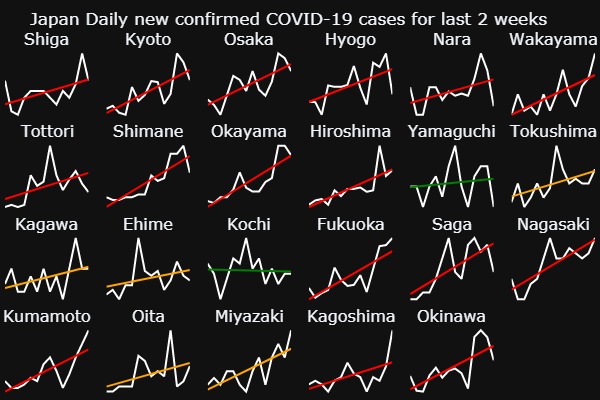 Japan Daily new confirmed COVID-19 cases for last 2 weeks
Shiga Kyoto Osaka Hyogo Nara Wakayama
Tottori Shimane Okayama Hiroshima Yamaguchi Tokushima
Kagawa Ehime Kochi Fukuoka Saga Nagasaki
Kumamoto Oita Miyazaki Kagoshima Okinawa